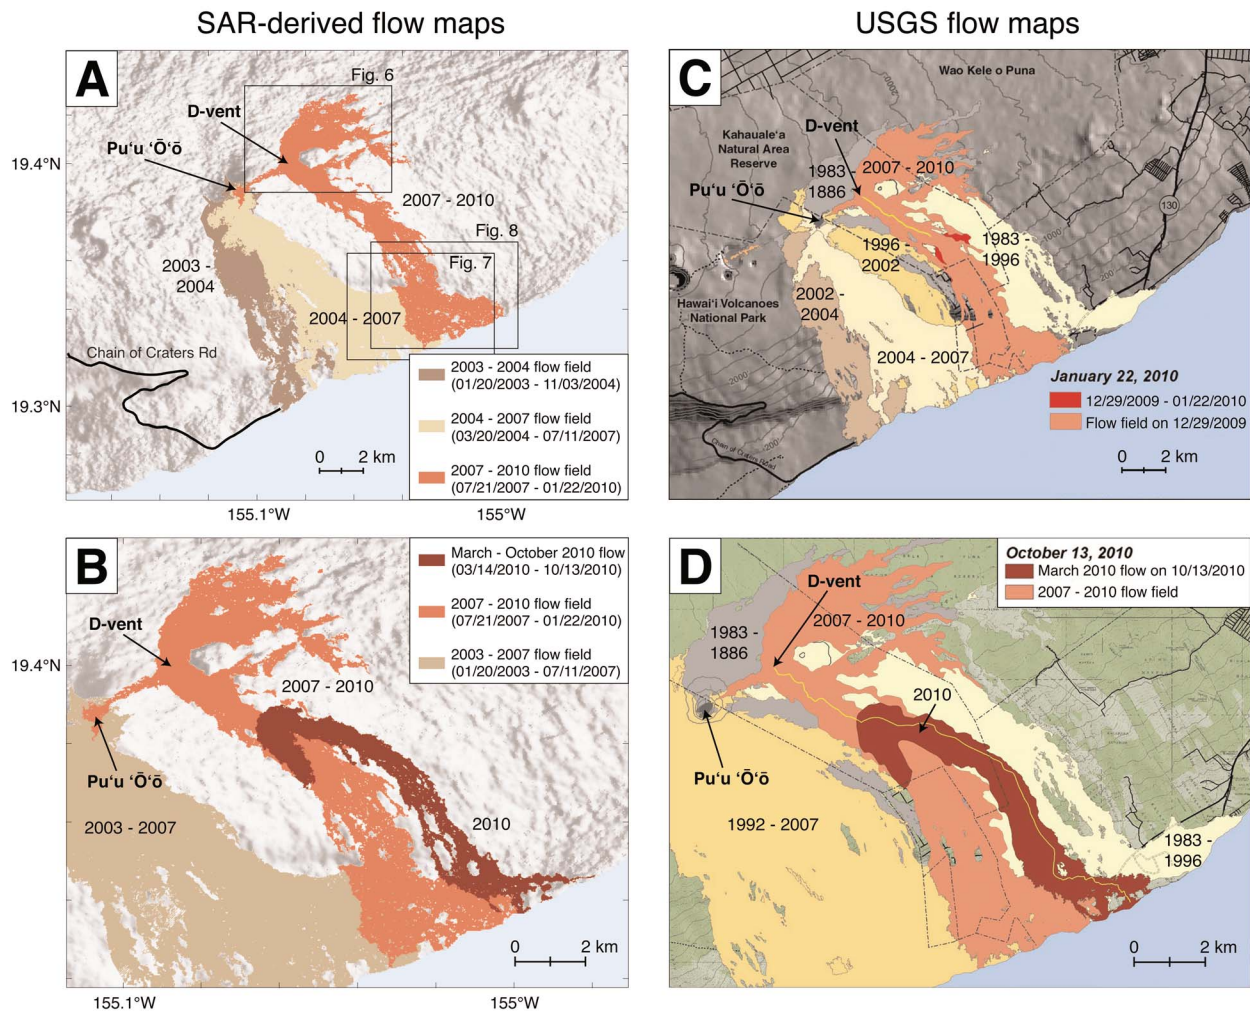 SAR-derived flow maps
USGS flow maps
A
Fig. 6
D-vent
Pu‘u ‘Ō‘ō
19.4°N
2007 - 2010
Fig. 8
Fig. 7
2003 -
2004
2004 - 2007
Chain of Craters Rd
19.3°N
2003 - 2004 flow field
(01/20/2003 - 11/03/2004)
2004 - 2007 flow field
(03/20/2004 - 07/11/2007)
2007 - 2010 flow field
(07/21/2007 - 01/22/2010)
0 2 km
155.1°W
155°W
C
Wao Kele o Puna
2000
Kahauale‘a
Natural Area
Reserve
D-vent
1983 -
1886
2007 - 2010
Pu‘u ‘Ō‘ō
130
1000
1996 -
2002
1983 -
1996
200
Hawai‘i Volcanoes
National Park
2002 -
2004
2004 - 2007
2000
200
Chain of Craters Road
January 22, 2010
12/29/2009 - 01/22/2010
Flow field on 12/29/2009
0 2 km
B
March - October 2010 flow
(03/14/2010 - 10/13/2010)
2007 - 2010 flow field
(07/21/2007 - 01/22/2010)
2003 - 2007 flow field
(01/20/2003 - 07/11/2007)
D-vent
19.4°N
2007 - 2010
Pu‘u ‘Ō‘ō
2003 - 2007
2010
0 2 km
155.1°W
155°W
D
October 13, 2010
March 2010 flow on 10/13/2010
2007 - 2010 flow field
D-vent
1983 -
1886
2007 - 2010
2010
Pu‘u ‘Ō‘ō
1992 - 2007
1983 -
1996
0 2 km